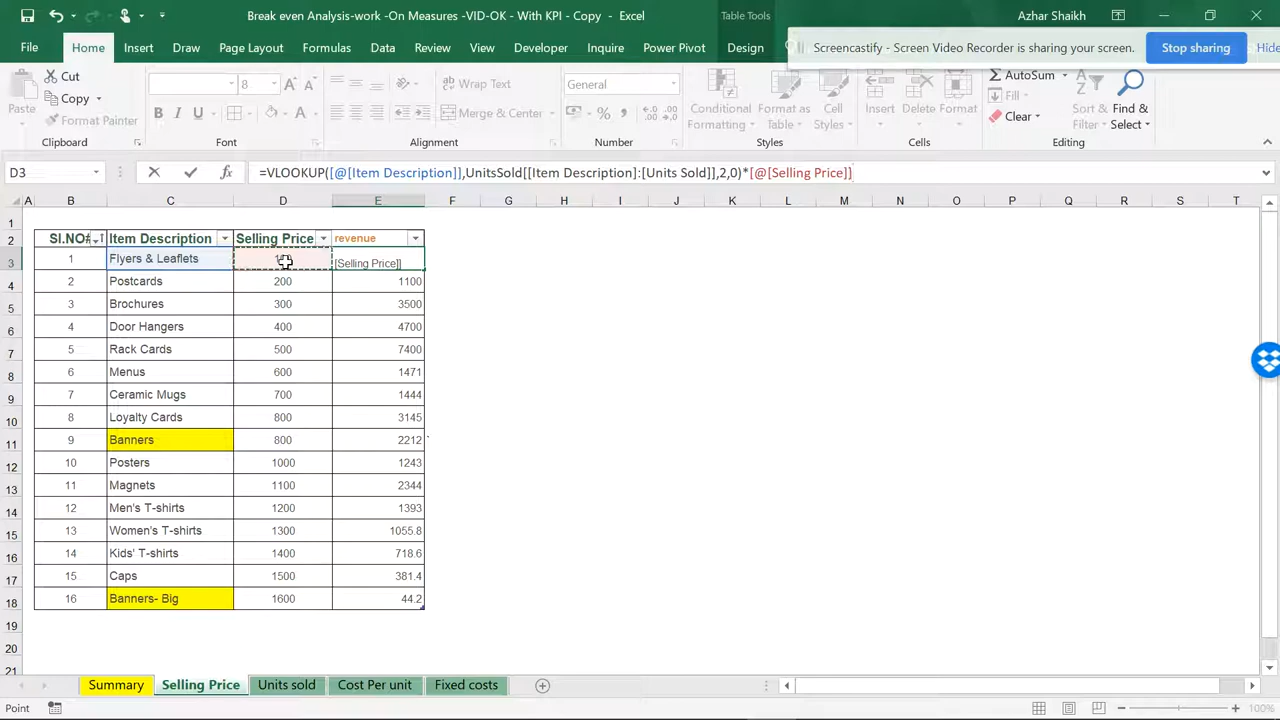 Break even Analysis-work -On Measures -VID-OK - With KPI - Copy - Excel
Table Tools
Azhar Shaikh
File Home Insert Draw Page Layout Formulas Data Review View Developer Inquire Power Pivot Design
Screencastify - Screen Video Recorder is sharing your screen. Stop sharing Hide
Paste
Cut
Copy
Format Painter
Clipboard
8
Font
Wrap Text
Merge & Center
Alignment
General
Number
Conditional Formatting
Format as Table
Cell Styles
Styles
Insert Delete Format
Cells
AutoSum
Fill
Clear
Sort & Filter
Find & Select
Editing
D3 fx =VLOOKUP([@[Item Description]],UnitsSold[[Item Description]:[Units Sold]],2,0)*[@[Selling Price]]
A B C D E F G H I J K L M N O P Q R S T
1
2 Sl.NO# Item Description Selling Price revenue
3 1 Flyers & Leaflets [Selling Price]]
4 2 Postcards 200 1100
5 3 Brochures 300 3500
6 4 Door Hangers 400 4700
7 5 Rack Cards 500 7400
8 6 Menus 600 1471
9 7 Ceramic Mugs 700 1444
10 8 Loyalty Cards 800 3145
11 9 Banners 800 2212
12 10 Posters 1000 1243
13 11 Magnets 1100 2344
14 12 Men's T-shirts 1200 1393
15 13 Women's T-shirts 1300 1055.8
16 14 Kids' T-shirts 1400 718.6
17 15 Caps 1500 381.4
18 16 Banners- Big 1600 44.2
19
20
21
Summary Selling Price Units sold Cost Per unit Fixed costs
Point 100%